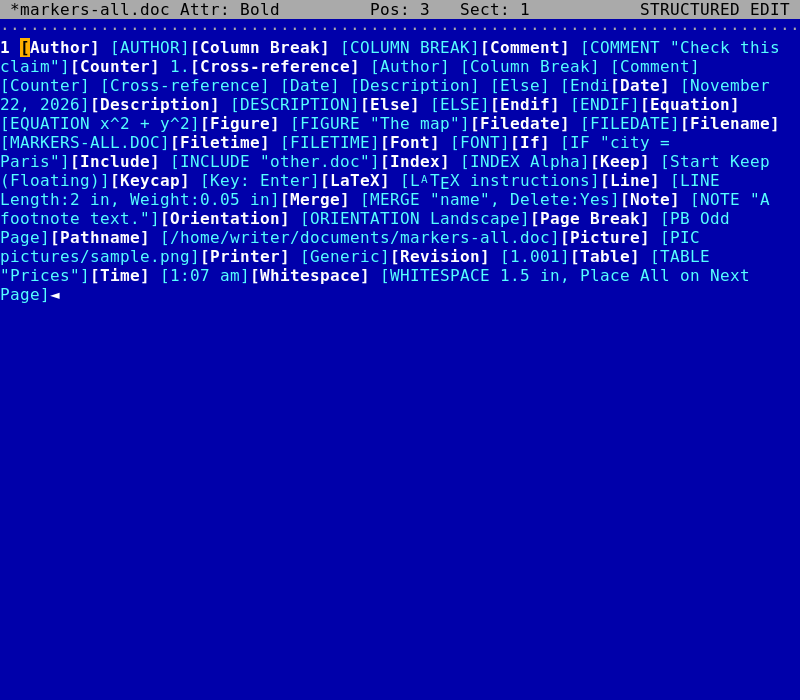 *markers-all.doc Attr: Bold Pos: 3 Sect: 1 STRUCTURED EDIT
1 [Author] [AUTHOR][Column Break] [COLUMN BREAK][Comment] [COMMENT "Check this
claim"][Counter] 1.[Cross-reference] [Author] [Column Break] [Comment]
[Counter] [Cross-reference] [Date] [Description] [Else] [Endi[Date] [November
22, 2026][Description] [DESCRIPTION][Else] [ELSE][Endif] [ENDIF][Equation]
[EQUATION x^2 + y^2][Figure] [FIGURE "The map"][Filedate] [FILEDATE][Filename]
[MARKERS-ALL.DOC][Filetime] [FILETIME][Font] [FONT][If] [IF "city =
Paris"][Include] [INCLUDE "other.doc"][Index] [INDEX Alpha][Keep] [Start Keep
(Floating)][Keycap] [Key: Enter][LaTeX] [LATEX instructions][Line] [LINE
Length:2 in, Weight:0.05 in][Merge] [MERGE "name", Delete:Yes][Note] [NOTE "A
footnote text."][Orientation] [ORIENTATION Landscape][Page Break] [PB Odd
Page][Pathname] [/home/writer/documents/markers-all.doc][Picture] [PIC
pictures/sample.png][Printer] [Generic][Revision] [1.001][Table] [TABLE
"Prices"][Time] [1:07 am][Whitespace] [WHITESPACE 1.5 in, Place All on Next
Page]◄